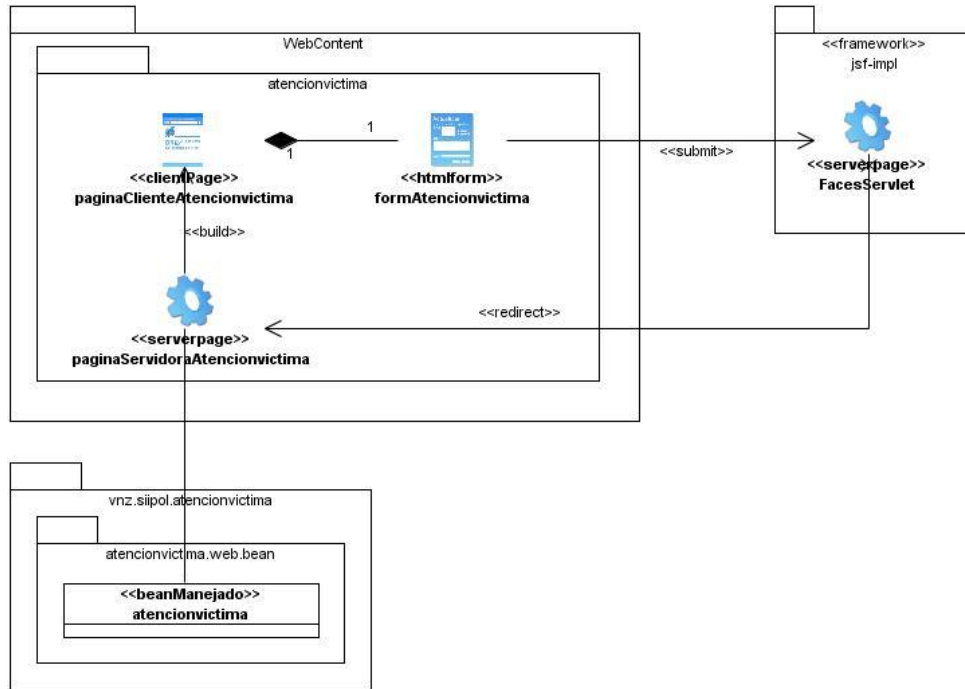 WebContent
<<framework>>
jsf-impl
atencionvictima
1
1
<<submit>>
<<clientPage>>
paginaClienteAtencionvictima
<<htmlform>>
formAtencionvictima
<<serverpage>>
FacesServlet
<<build>>
<<redirect>>
<<serverpage>>
paginaServidoraAtencionvictima
vnz.siipol.atencionvictima
atencionvictima.web.bean
<<beanManejado>>
atencionvictima